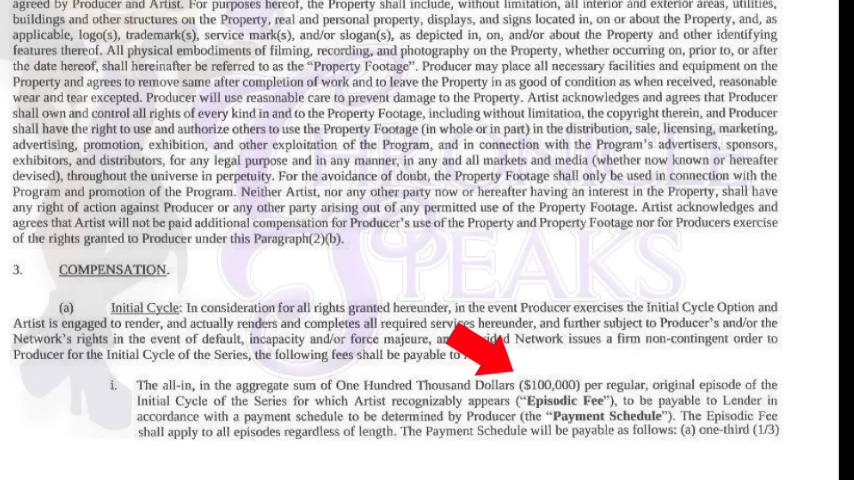 agreed by Producer and Artist. For purposes hereof, the Property shall include, without limitation, all interior and exterior areas, utilities,
buildings and other structures on the Property, real and personal property, displays, and signs located in, on or about the Property, and, as
applicable, logo(s), trademark(s), service mark(s), and/or slogan(s), as depicted in, on, and/or about the Property and other identifying
features thereof. All physical embodiments of filming, recording, and photography on the Property, whether occurring on, prior to, or after
the date hereof, shall hereinafter be referred to as the “Property Footage”. Producer may place all necessary facilities and equipment on the
Property and agrees to remove same after completion of work and to leave the Property in as good of condition as when received, reasonable
wear and tear excepted. Producer will use reasonable care to prevent damage to the Property. Artist acknowledges and agrees that Producer
shall own and control all rights of every kind in and to the Property Footage, including without limitation, the copyright therein, and Producer
shall have the right to use and authorize others to use the Property Footage (in whole or in part) in the distribution, sale, licensing, marketing,
advertising, promotion, exhibition, and other exploitation of the Program, and in connection with the Program’s advertisers, sponsors,
exhibitors, and distributors, for any legal purpose and in any manner, in any and all markets and media (whether now known or hereafter
devised), throughout the universe in perpetuity. For the avoidance of doubt, the Property Footage shall only be used in connection with the
Program and promotion of the Program. Neither Artist, nor any other party now or hereafter having an interest in the Property, shall have
any right of action against Producer or any other party arising out of any permitted use of the Property Footage. Artist acknowledges and
agrees that Artist will not be paid additional compensation for Producer’s use of the Property and Property Footage nor for Producers exercise
of the rights granted to Producer under this Paragraph(2)(b).
SPEAKS
3. COMPENSATION.
(a) Initial Cycle: In consideration for all rights granted hereunder, in the event Producer exercises the Initial Cycle Option and
Artist is engaged to render, and actually renders and completes all required services hereunder, and further subject to Producer’s and/or the
Network’s rights in the event of default, incapacity and/or force majeure, Network issues a firm non-contingent order to
Producer for the Initial Cycle of the Series, the following fees shall be payable to
i. The all-in, in the aggregate sum of One Hundred Thousand Dollars ($100,000) per regular, original episode of the
Initial Cycle of the Series for which Artist recognizably appears (“Episodic Fee”), to be payable to Lender in
accordance with a payment schedule to be determined by Producer (the “Payment Schedule”). The Episodic Fee
shall apply to all episodes regardless of length. The Payment Schedule will be payable as follows: (a) one-third (1/3)